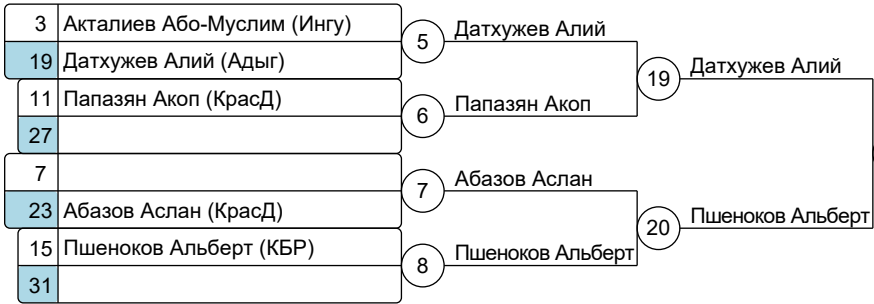 3 Акталиев Або-Муслим (Ингу)
19 Датхужев Алий (Адыг)
5 Датхужев Алий
11 Папазян Акоп (КрасД)
27
6 Папазян Акоп
19 Датхужев Алий
7
23 Абазов Аслан (КрасД)
7 Абазов Аслан
15 Пшеноков Альберт (КБР)
31
8 Пшеноков Альберт
20 Пшеноков Альберт